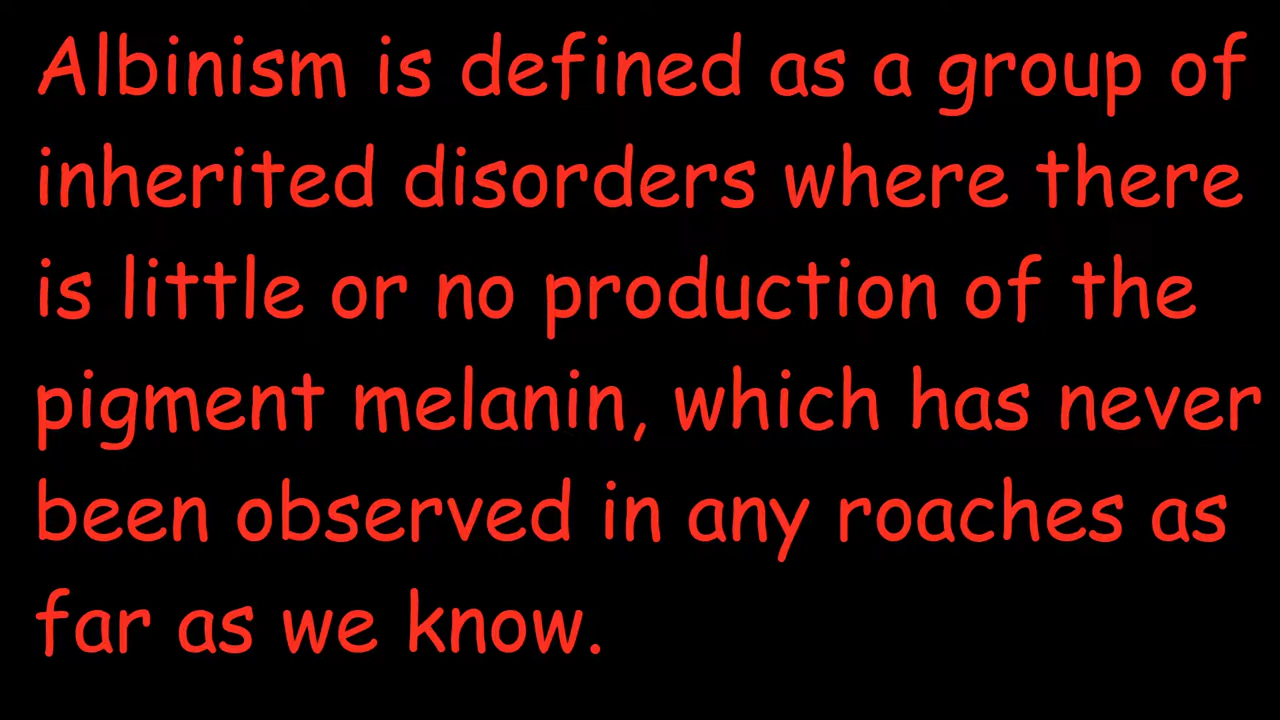 Albinism is defined as a group of
inherited disorders where there
is little or no production of the
pigment melanin, which has never
been observed in any roaches as
far as we know.